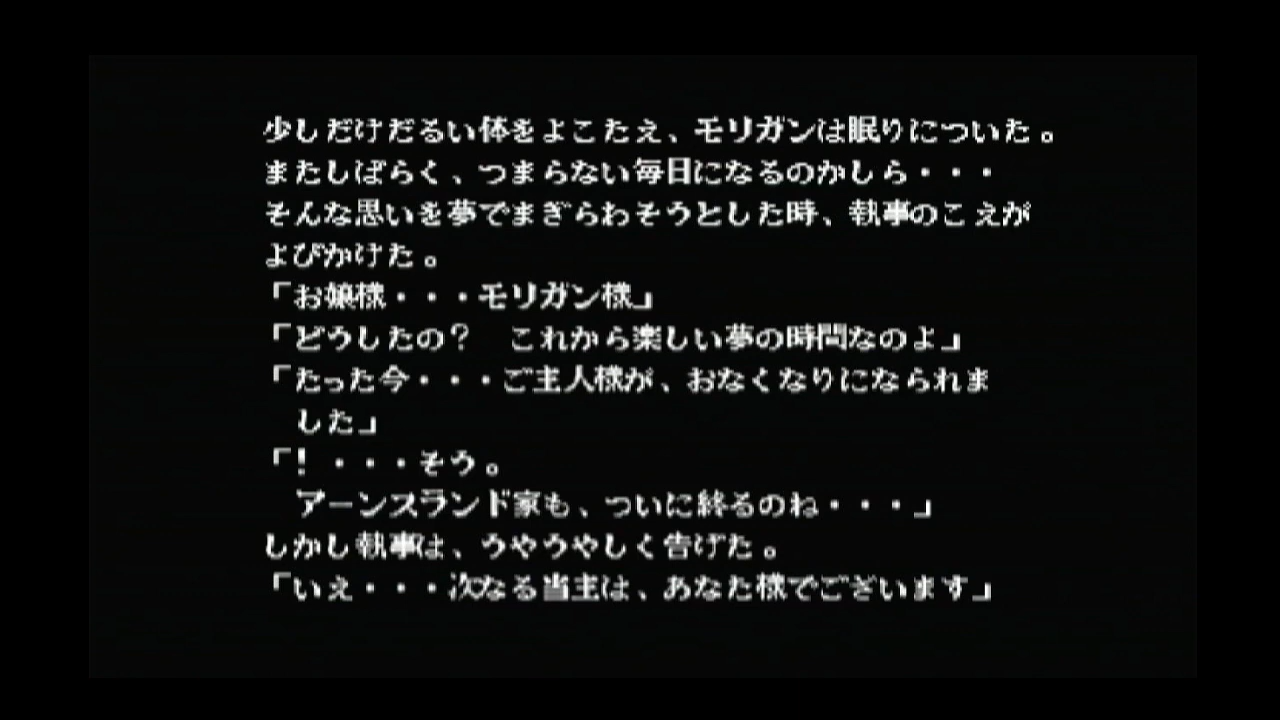 少しだけだるい体をよこたえ、モリガンは眠りについた。
またしばらく、つまらない毎日になるのかしら・・・
そんな思いを夢でまぎらわそうとした時、執事のこえが
よびかけた。
「お嬢様・・・モリガン様」
「どうしたの？　これから楽しい夢の時間なのよ」
「たった今・・・ご主人様が、おなくなりになられま
　した」
「！・・・そう。
　アーンスランド家も、ついに終るのね・・・」
しかし執事は、うやうやしく告げた。
「いえ・・・次なる当主は、あなた様でございます」